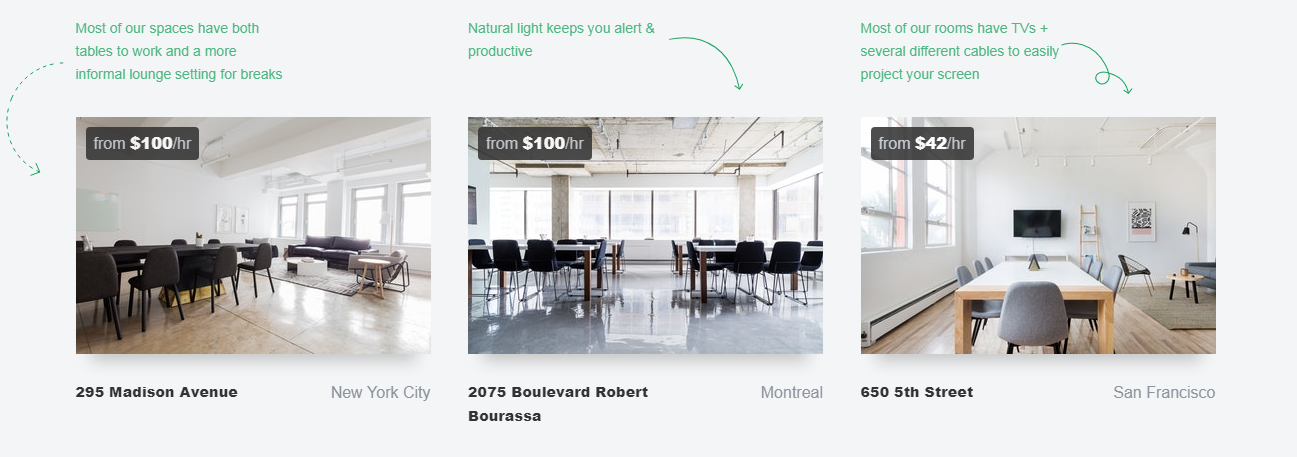 Most of our spaces have both
tables to work and a more
informal lounge setting for breaks
Natural light keeps you alert &
productive
Most of our rooms have TVs +
several different cables to easily
project your screen
from $100/hr
from $100/hr
from $42/hr
295 Madison Avenue
New York City
2075 Boulevard Robert
Bourassa
Montreal
650 5th Street
San Francisco